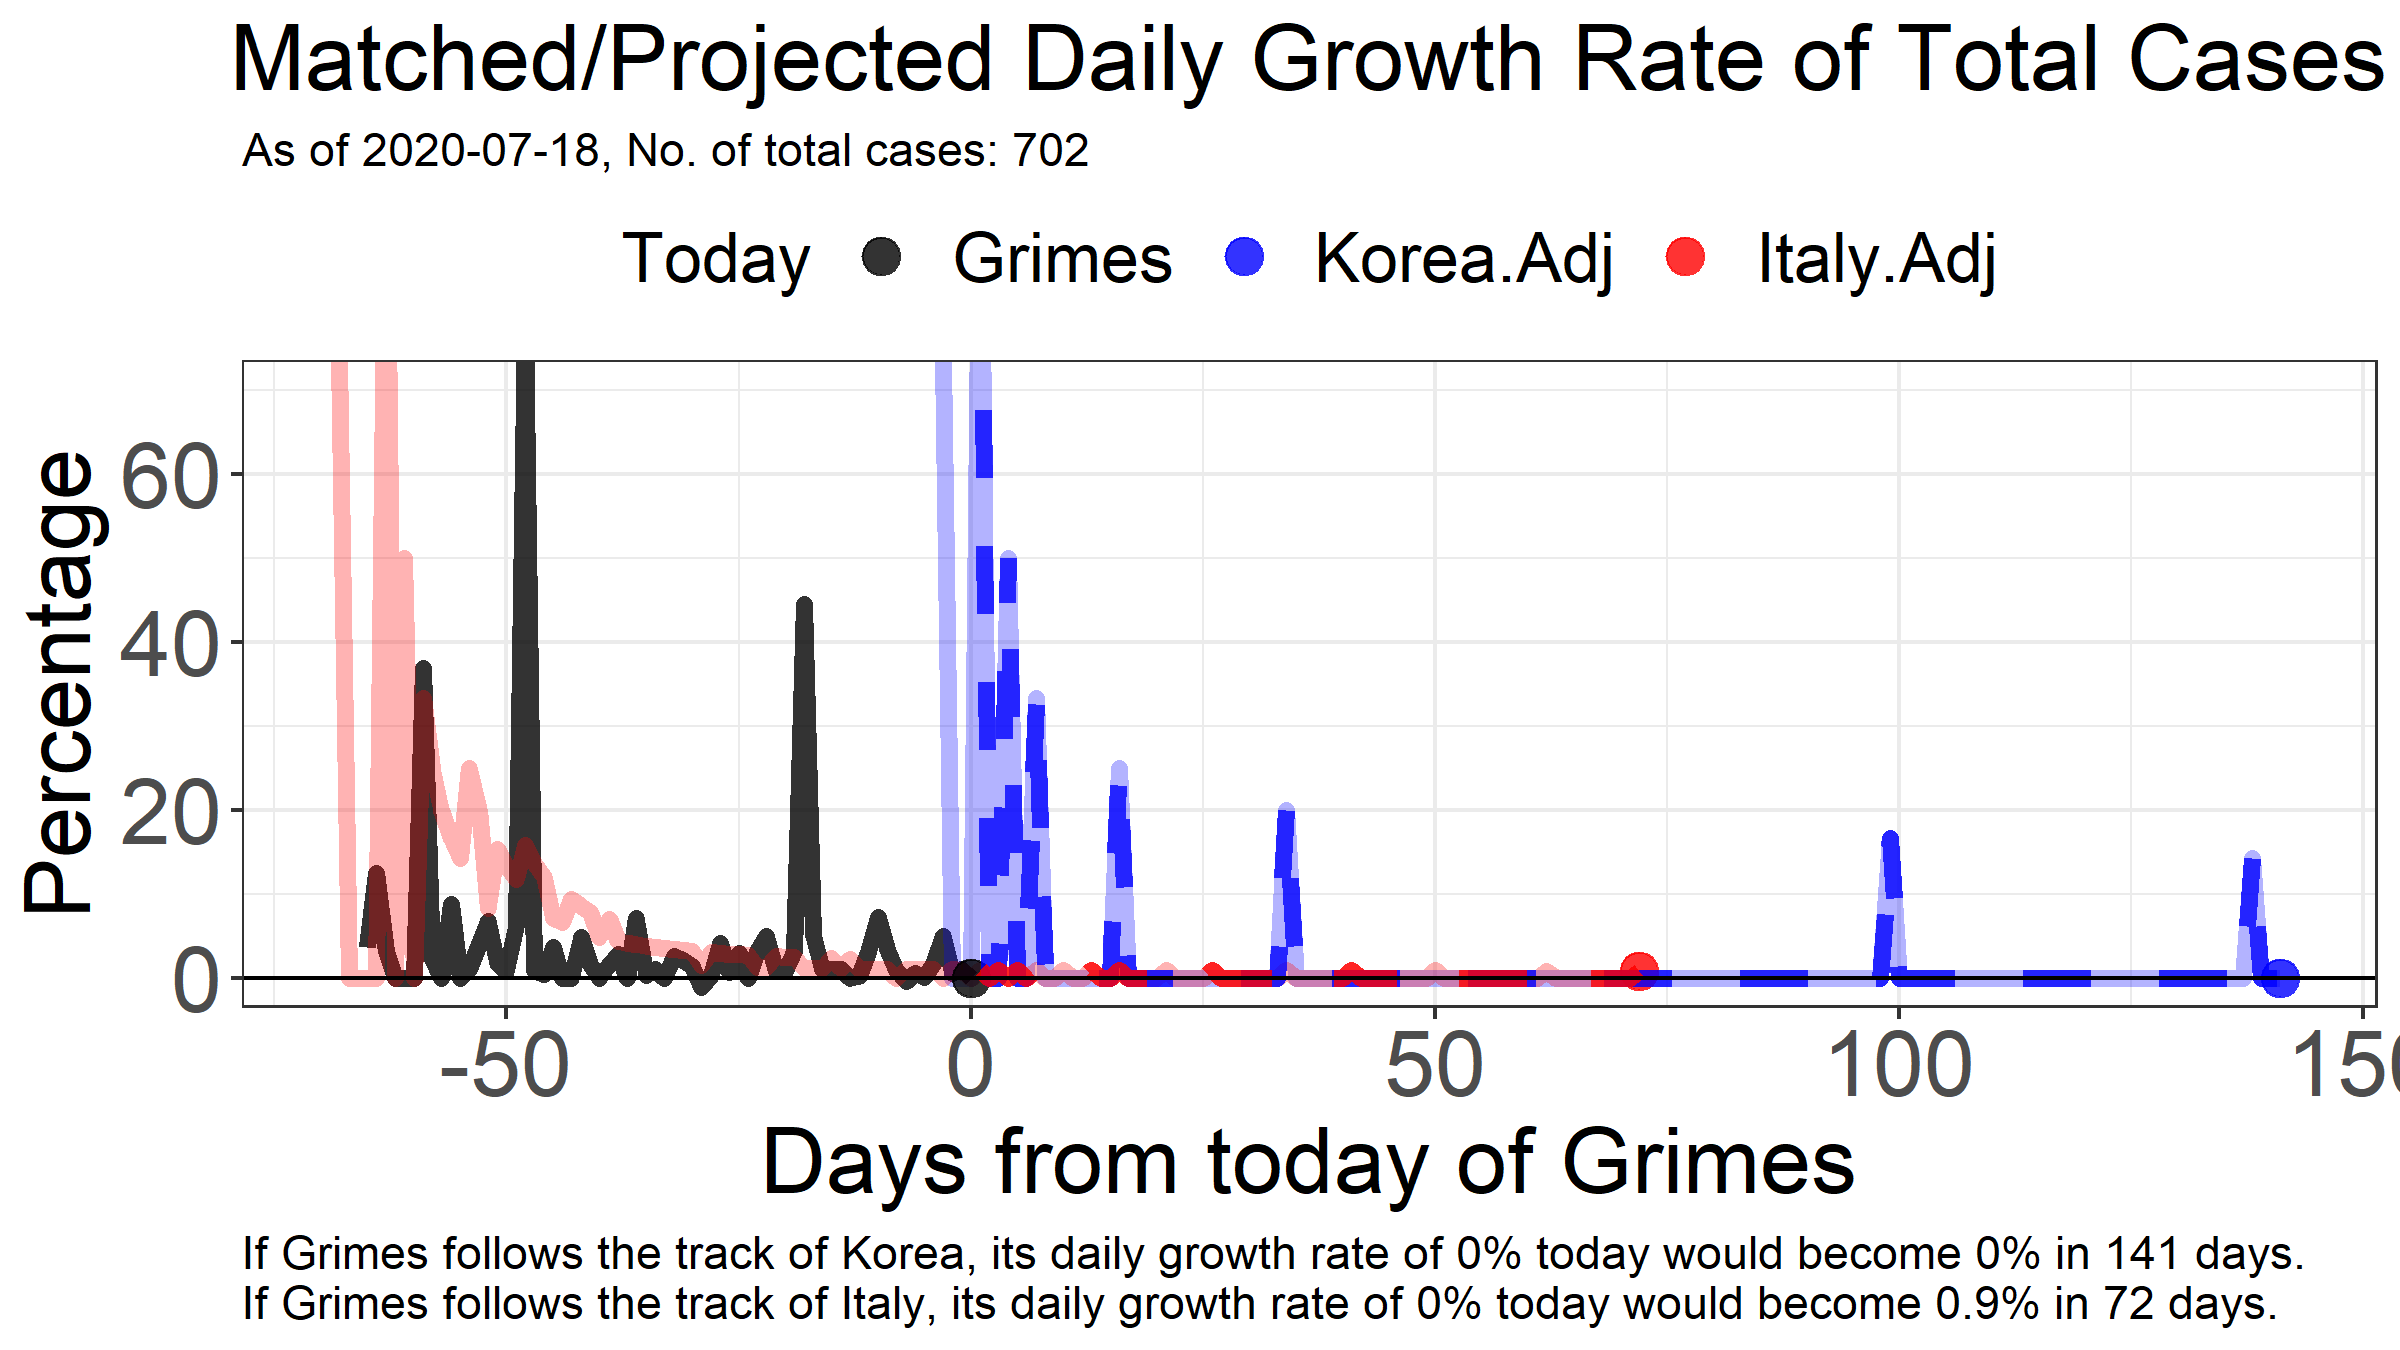 Matched/Projected Daily Growth Rate of Total Cases
As of 2020-07-18, No. of total cases: 702
Today Grimes Korea.Adj Italy.Adj
Percentage
60
40
20
0
-50 0 50 100 150
Days from today of Grimes
If Grimes follows the track of Korea, its daily growth rate of 0% today would become 0% in 141 days.
If Grimes follows the track of Italy, its daily growth rate of 0% today would become 0.9% in 72 days.